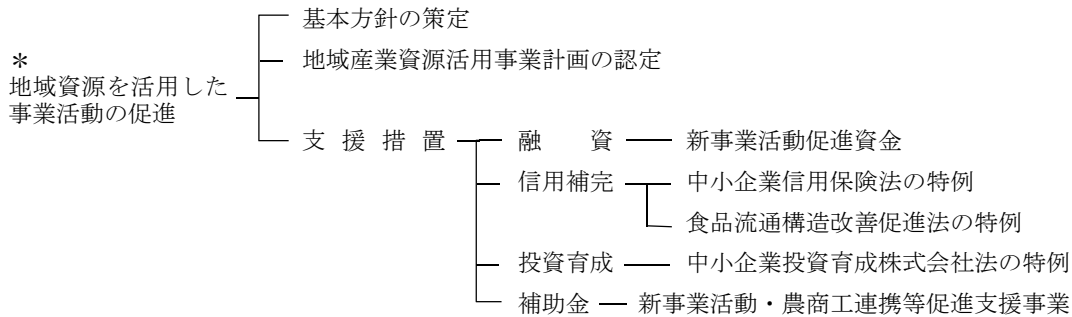 基本方針の策定
＊
地域資源を活用した
事業活動の促進
地域産業資源活用事業計画の認定
支援措置
融資
新事業活動促進資金
信用補完
中小企業信用保険法の特例
食品流通構造改善促進法の特例
投資育成
中小企業投資育成株式会社法の特例
補助金
新事業活動・農商工連携等促進支援事業